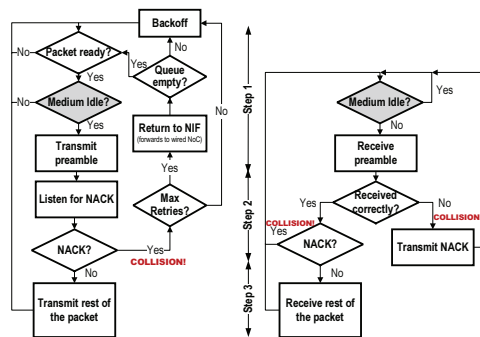 Backoff
Packet ready?
No
Yes
No
Queue
empty?
Yes
Medium Idle?
No
Yes
Return to NIF
(forwards to wired NoC)
No
Transmit
preamble
Yes
Listen for NACK
Max
Retries?
NACK?
Yes
COLLISION!
No
Transmit rest of
the packet
Step 1
Step 2
Step 3
Medium Idle?
Yes
No
Receive
preamble
Received
correctly?
Yes
No
COLLISION!
COLLISION
Yes
NACK?
Transmit NACK
No
Receive rest of
the packet